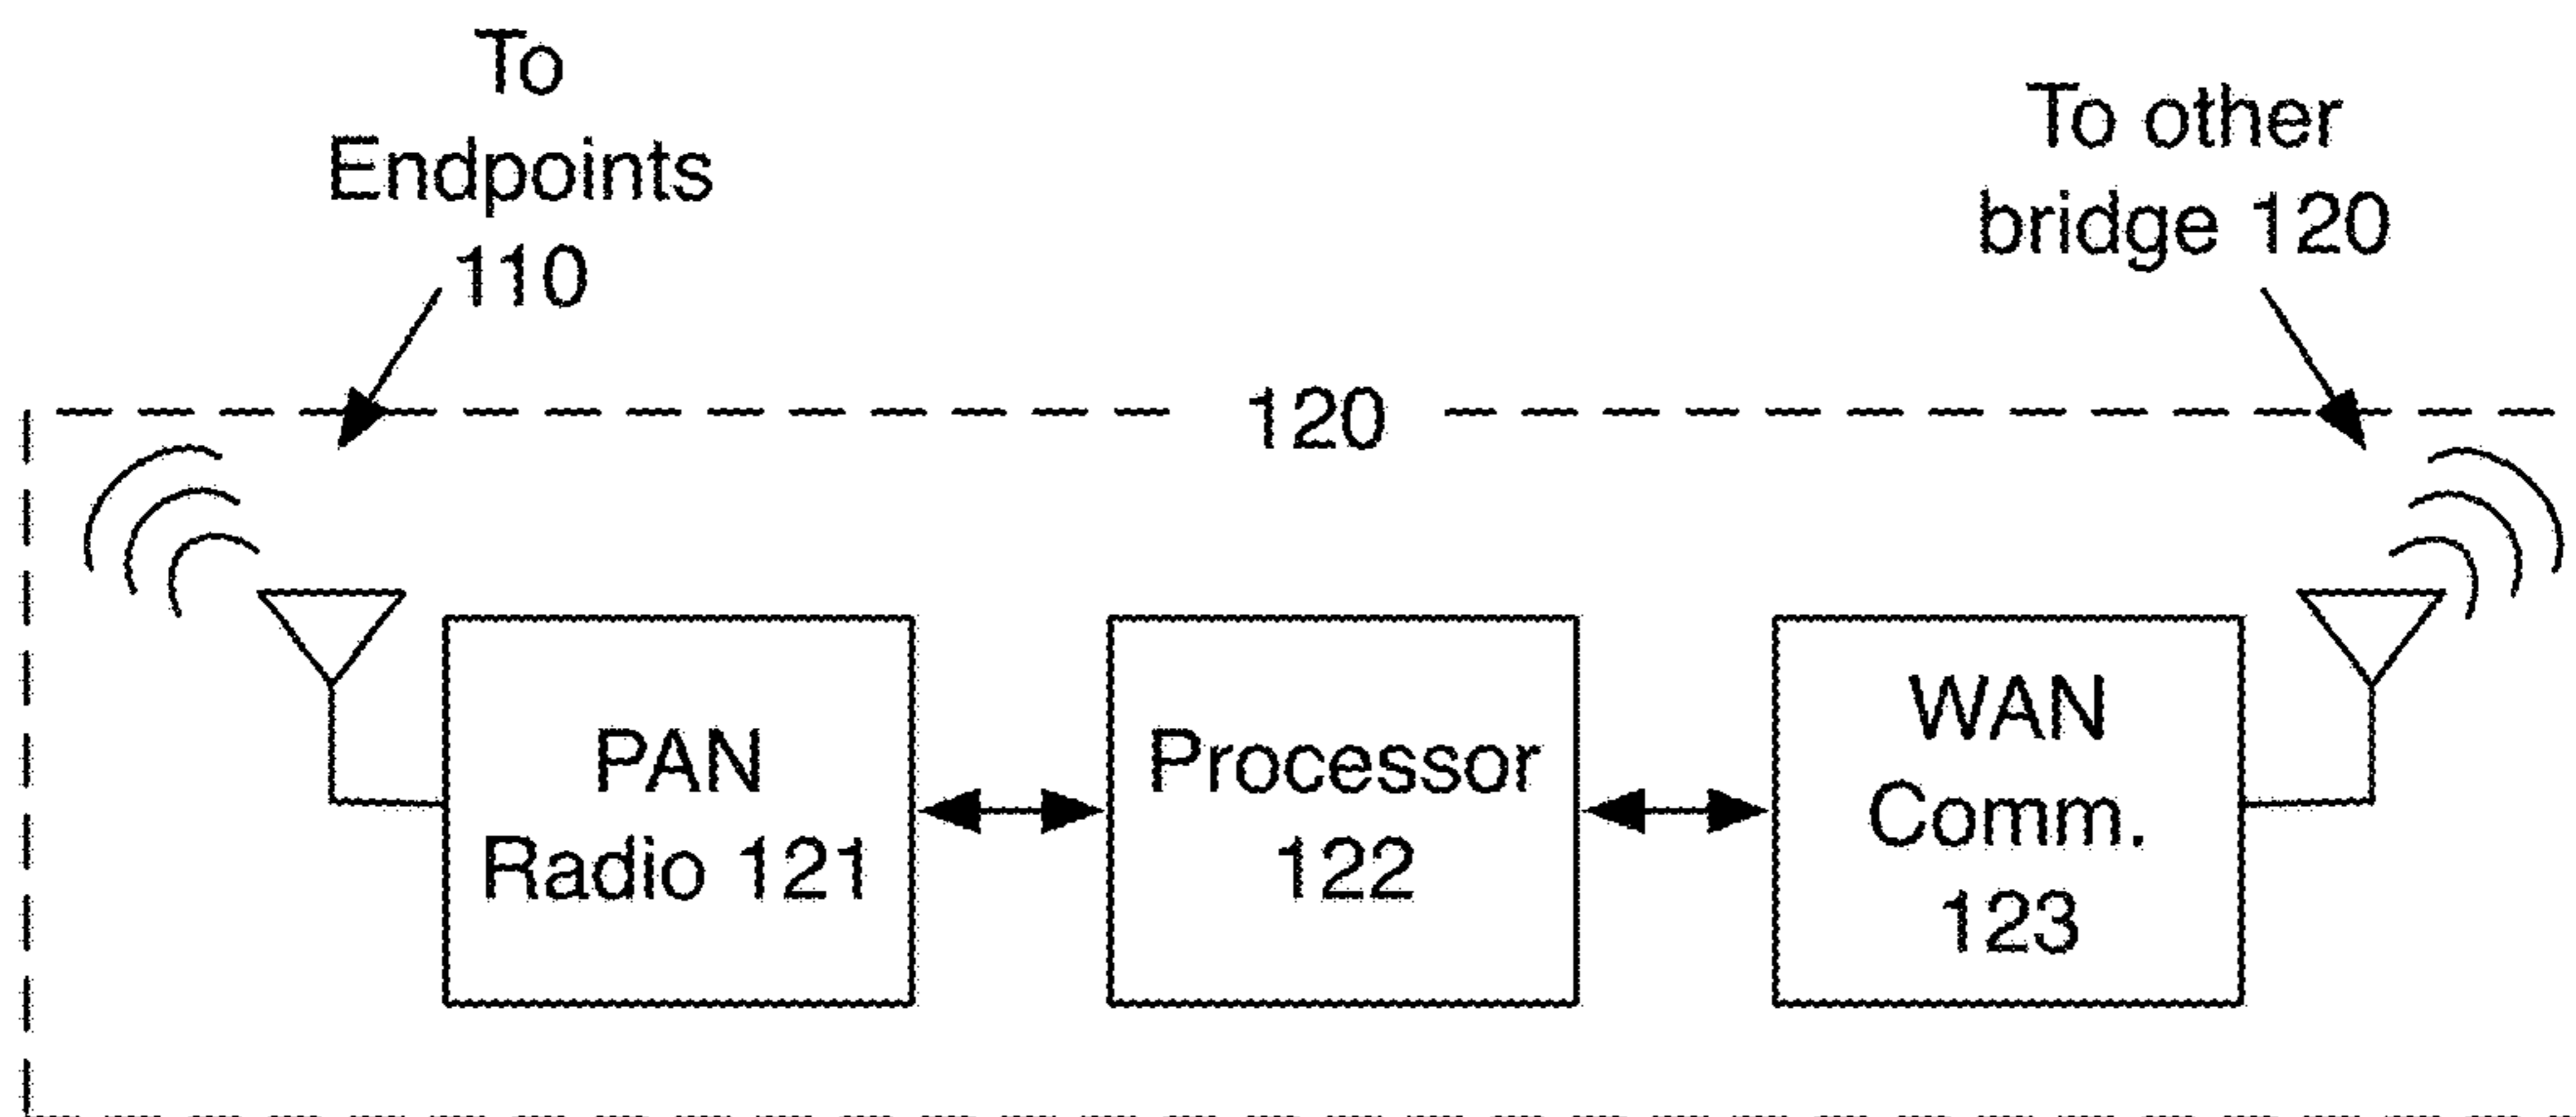 To
Endpoints
110
To other
bridge 120
120
PAN
Radio 121
Processor
122
WAN
Comm.
123